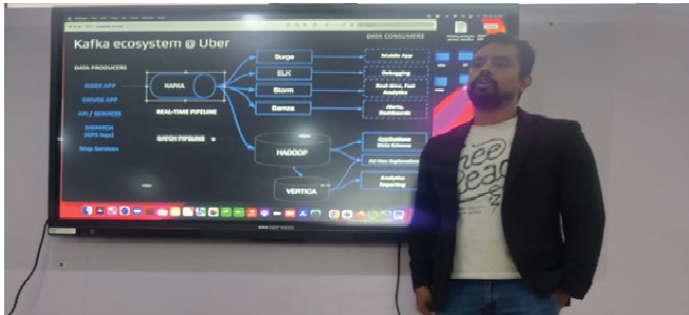 Kafka ecosystem @ Uber
DATA CONSUMERS
DATA PRODUCERS
RIDER APP
DRIVER APP
API / SERVICES
DISPATCH
(GPS logs)
Map Services
KAFKA
REAL-TIME PIPELINE
BATCH PIPELINE
Surge
Mobile App
ELK
Debugging
Storm
Real-time, Fast
Analytics
Samza
Alerts,
Dashboards
HADOOP
Applications
Data Science
Ad-Hoc Exploration
VERTICA
Analytics
Reporting